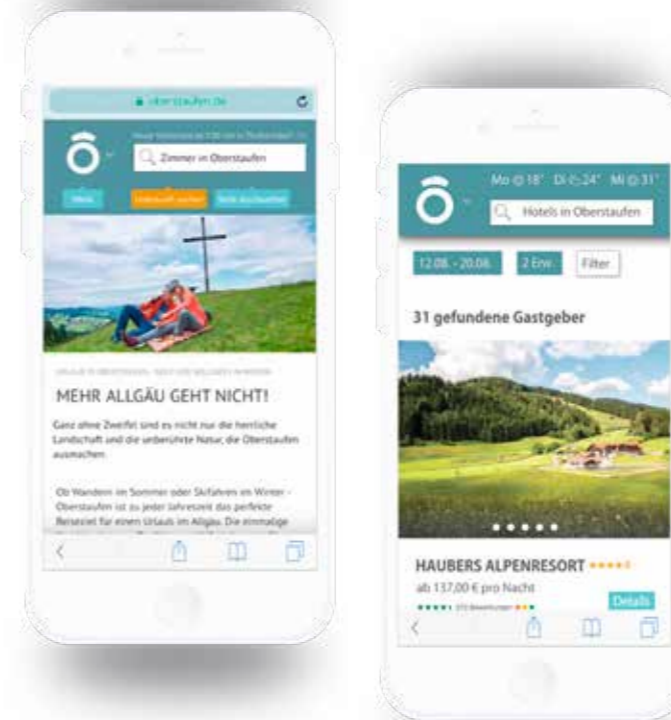 oberstaufen.de
Zimmer in Oberstaufen
Menü
MEHR ALLGÄU GEHT NICHT!
Ganz ohne Zweifel sind es nicht nur die herrliche
Landschaft und die unberührte Natur, die Oberstaufen
ausmachen.
Ob Wandern im Sommer oder Skifahren im Winter -
Oberstaufen ist zu jeder Jahreszeit das perfekte
Reiseziel für einen Urlaub im Allgäu. Die einmalige
Mo 18° Di 24° Mi 31°
Hotels in Oberstaufen
12.08. - 20.08.
2 Erw.
Filter
31 gefundene Gastgeber
HAUBERS ALPENRESORT
ab 137,00 € pro Nacht
Bewertungen
Details